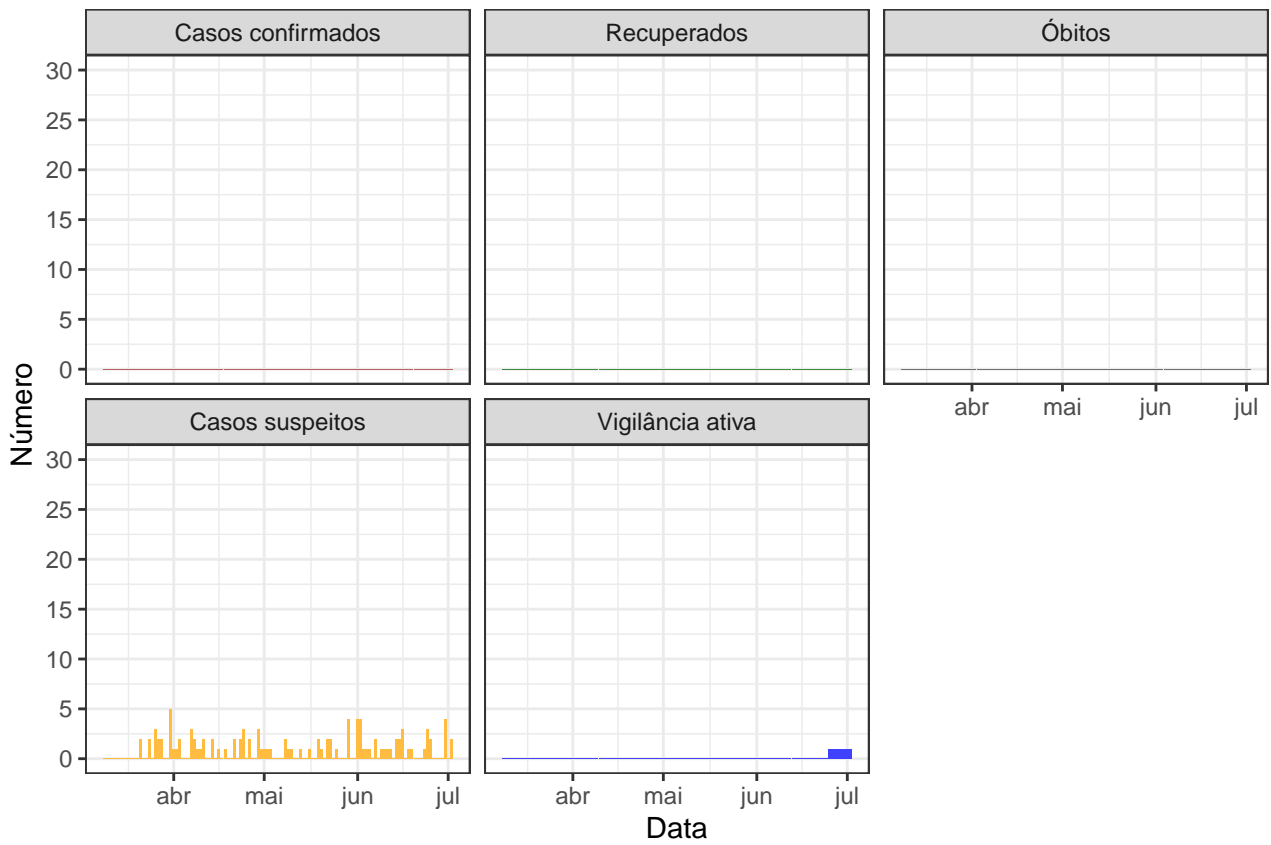 Casos confirmados
Recuperados
Óbitos
30
25
20
15
10
5
0
abr mai jun jul
Casos suspeitos
Vigilância ativa
30
25
20
15
10
5
0
abr mai jun jul
abr mai jun jul
Número
Data